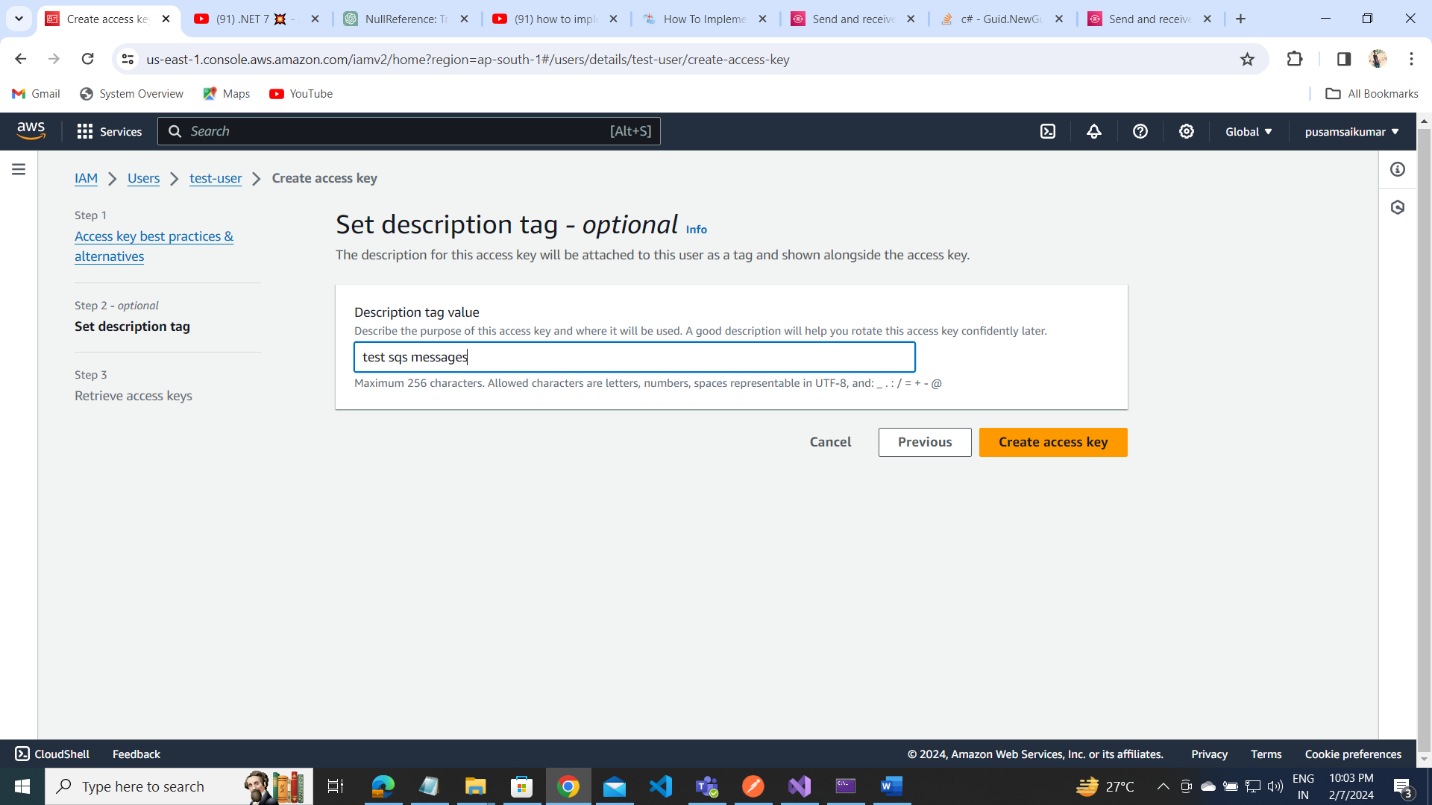 Create access key
(91) .NET 7 💥 -
NullReference: Tr
(91) how to impl
How To Impleme
Send and receive
c# - Guid.NewGu
Send and receive
us-east-1.console.aws.amazon.com/iamv2/home?region=ap-south-1#/users/details/test-user/create-access-key
Gmail System Overview Maps YouTube All Bookmarks
aws Services Search [Alt+S] Global pusamsaikumar
IAM Users test-user Create access key
Step 1
Access key best practices &
alternatives
Step 2 - optional
Set description tag
Step 3
Retrieve access keys
Set description tag - optional Info
The description for this access key will be attached to this user as a tag and shown alongside the access key.
Description tag value
Describe the purpose of this access key and where it will be used. A good description will help you rotate this access key confidently later.
test sqs messages
Maximum 256 characters. Allowed characters are letters, numbers, spaces representable in UTF-8, and: _ . : / = + - @
Cancel Previous Create access key
CloudShell Feedback © 2024, Amazon Web Services, Inc. or its affiliates. Privacy Terms Cookie preferences
Type here to search 27°C ENG 10:03 PM
IN 2/7/2024 3